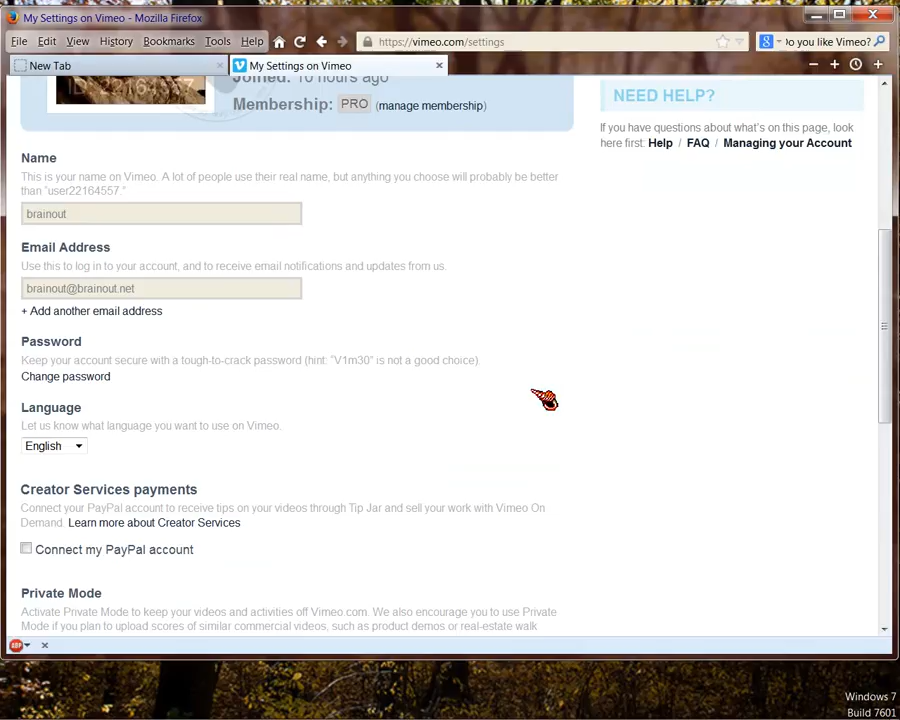 My Settings on Vimeo - Mozilla Firefox
File Edit View History Bookmarks Tools Help
https://vimeo.com/settings
8 o you like Vimeo?
New Tab
My Settings on Vimeo
ID: 22164557
Joined: 10 hours ago
Membership: PRO (manage membership)
NEED HELP?
If you have questions about what's on this page, look
here first: Help / FAQ / Managing your Account
Name
This is your name on Vimeo. A lot of people use their real name, but anything you choose will probably be better
than "user22164557."
brainout
Email Address
Use this to log in to your account, and to receive email notifications and updates from us.
brainout@brainout.net
+ Add another email address
Password
Keep your account secure with a tough-to-crack password (hint: "V1m30" is not a good choice).
Change password
Language
Let us know what language you want to use on Vimeo.
English
Creator Services payments
Connect your PayPal account to receive tips on your videos through Tip Jar and sell your work with Vimeo On
Demand. Learn more about Creator Services
Connect my PayPal account
Private Mode
Activate Private Mode to keep your videos and activities off Vimeo.com. We also encourage you to use Private
Mode if you plan to upload scores of similar commercial videos, such as product demos or real-estate walk
ABP
Windows 7
Build 7601